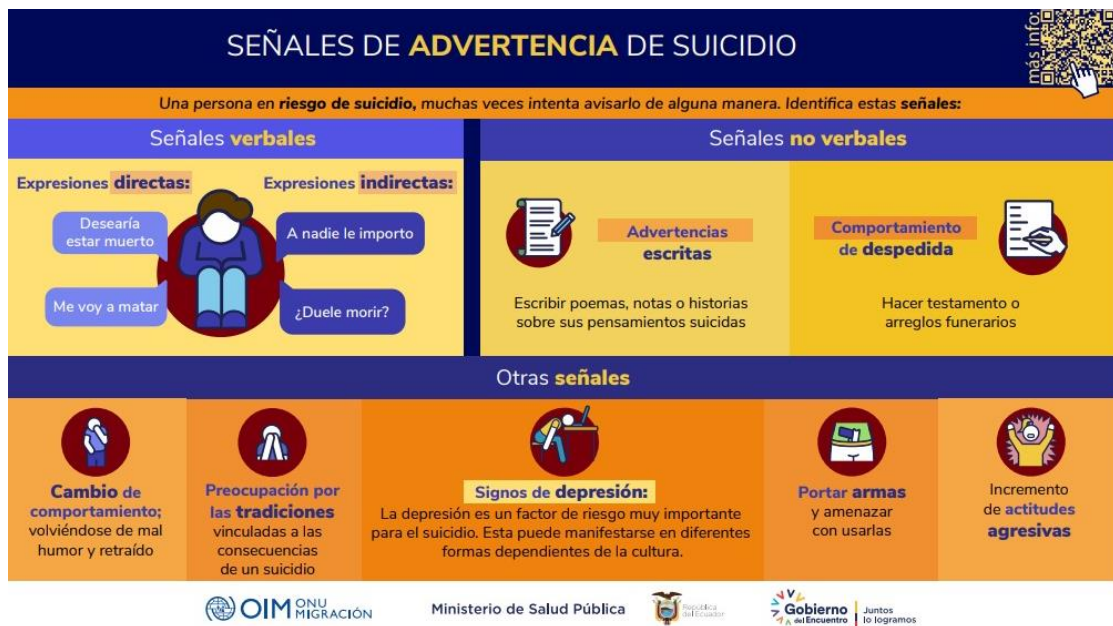 SEÑALES DE ADVERTENCIA DE SUICIDIO
más info:
Una persona en riesgo de suicidio, muchas veces intenta avisarlo de alguna manera. Identifica estas señales:
Señales verbales
Expresiones directas:
Desearía
estar muerto
Me voy a matar
Expresiones indirectas:
A nadie le importo
¿Duele morir?
Señales no verbales
Advertencias
escritas
Escribir poemas, notas o historias
sobre sus pensamientos suicidas
Comportamiento
de despedida
Hacer testamento o
arreglos funerarios
Otras señales
Cambio de
comportamiento;
volviéndose de mal
humor y retraído
Preocupación por
las tradiciones
vinculadas a las
consecuencias
de un suicidio
Signos de depresión:
La depresión es un factor de riesgo muy importante
para el suicidio. Esta puede manifestarse en diferentes
formas dependientes de la cultura.
Portar armas
y amenazar
con usarlas
Incremento
de actitudes
agresivas
OIM ONU
MIGRACIÓN
Ministerio de Salud Pública
República
del Ecuador
Gobierno
del Encuentro
Juntos
lo logramos